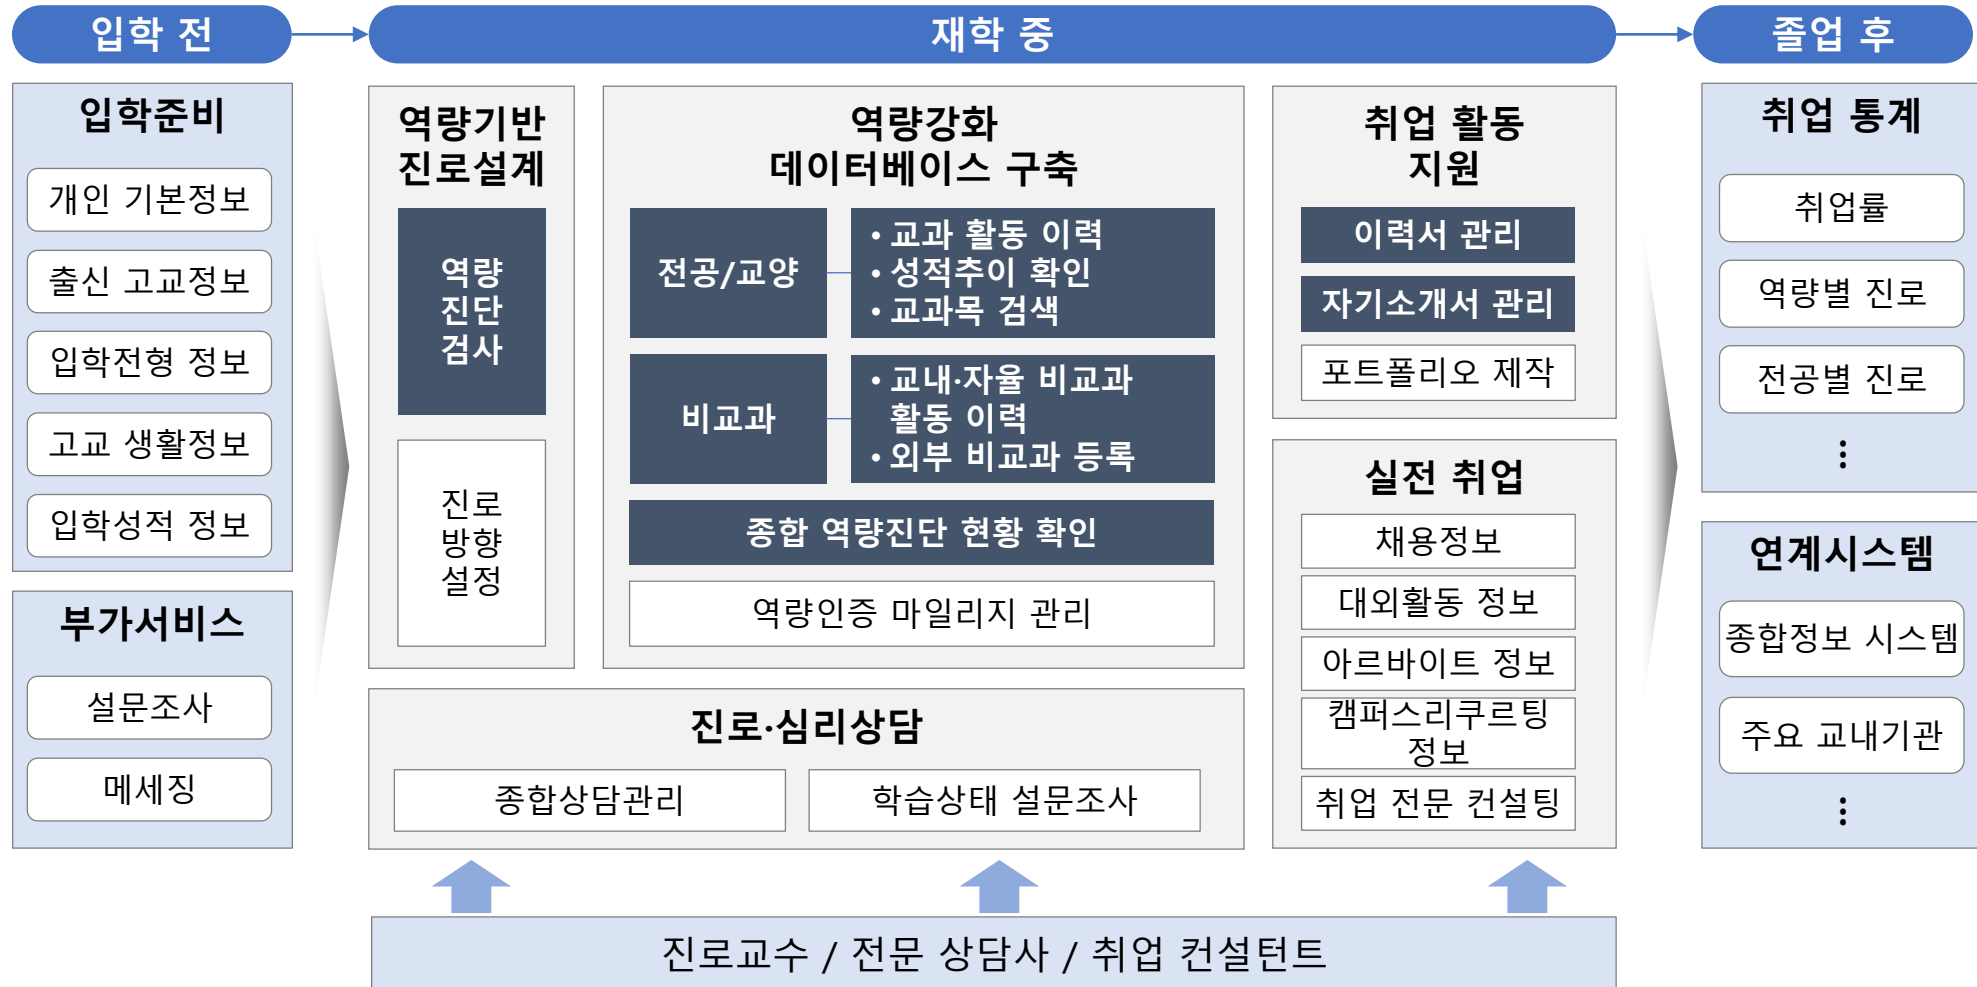 입학 전
재학 중
졸업 후
입학준비
개인 기본정보
출신 고교정보
입학전형 정보
고교 생활정보
입학성적 정보
부가서비스
설문조사
메세징
역량기반
진로설계
역량
진단
검사
진로
방향
설정
역량강화
데이터베이스 구축
전공/교양
• 교과 활동 이력
• 성적추이 확인
• 교과목 검색
비교과
• 교내·자율 비교과
활동 이력
• 외부 비교과 등록
종합 역량진단 현황 확인
역량인증 마일리지 관리
진로·심리상담
종합상담관리
학습상태 설문조사
취업 활동
지원
이력서 관리
자기소개서 관리
포트폴리오 제작
실전 취업
채용정보
대외활동 정보
아르바이트 정보
캠퍼스리쿠르팅
정보
취업 전문 컨설팅
취업 통계
취업률
역량별 진로
전공별 진로
⋮
연계시스템
종합정보 시스템
주요 교내기관
⋮
진로교수 / 전문 상담사 / 취업 컨설턴트